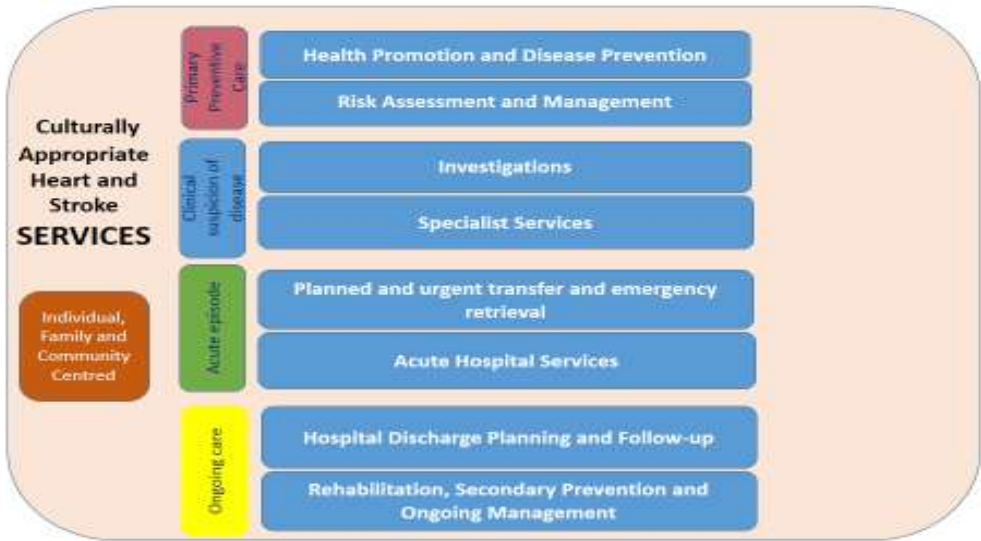 Culturally
Appropriate
Heart and
Stroke
SERVICES
Individual,
Family and
Community
Centred
Primary
Preventive
Care
Health Promotion and Disease Prevention
Risk Assessment and Management
Clinical
suspicion of
disease
Investigations
Specialist Services
Acute episode
Planned and urgent transfer and emergency
retrieval
Acute Hospital Services
Ongoing care
Hospital Discharge Planning and Follow-up
Rehabilitation, Secondary Prevention and
Ongoing Management